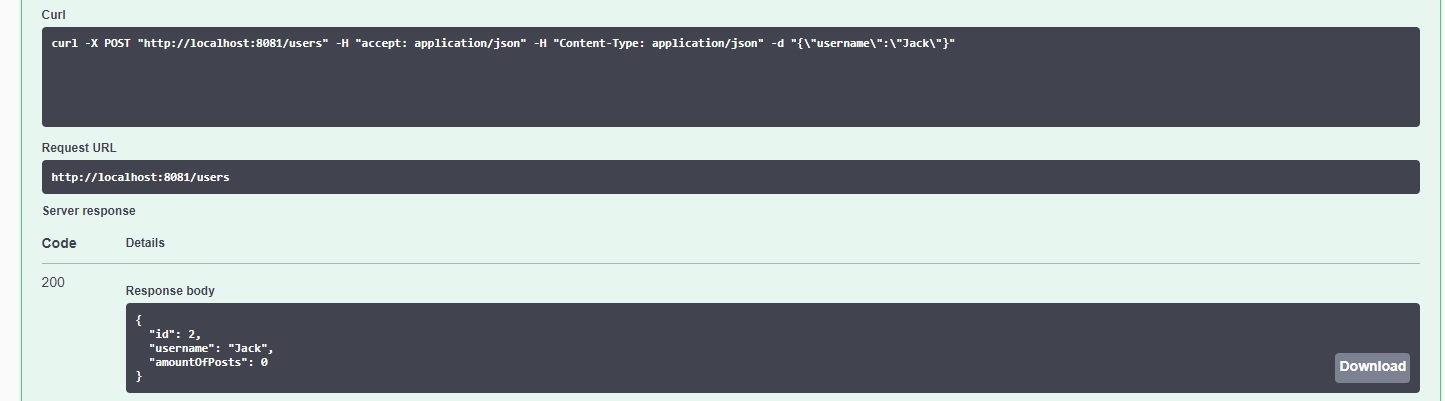 Curl
curl -X POST "http://localhost:8081/users" -H "accept: application/json" -H "Content-Type: application/json" -d "{\"username\":\"Jack\"}"
Request URL
http://localhost:8081/users
Server response
Code Details
200
Response body
{
"id": 2,
"username": "Jack",
"amountOfPosts": 0
}
Download